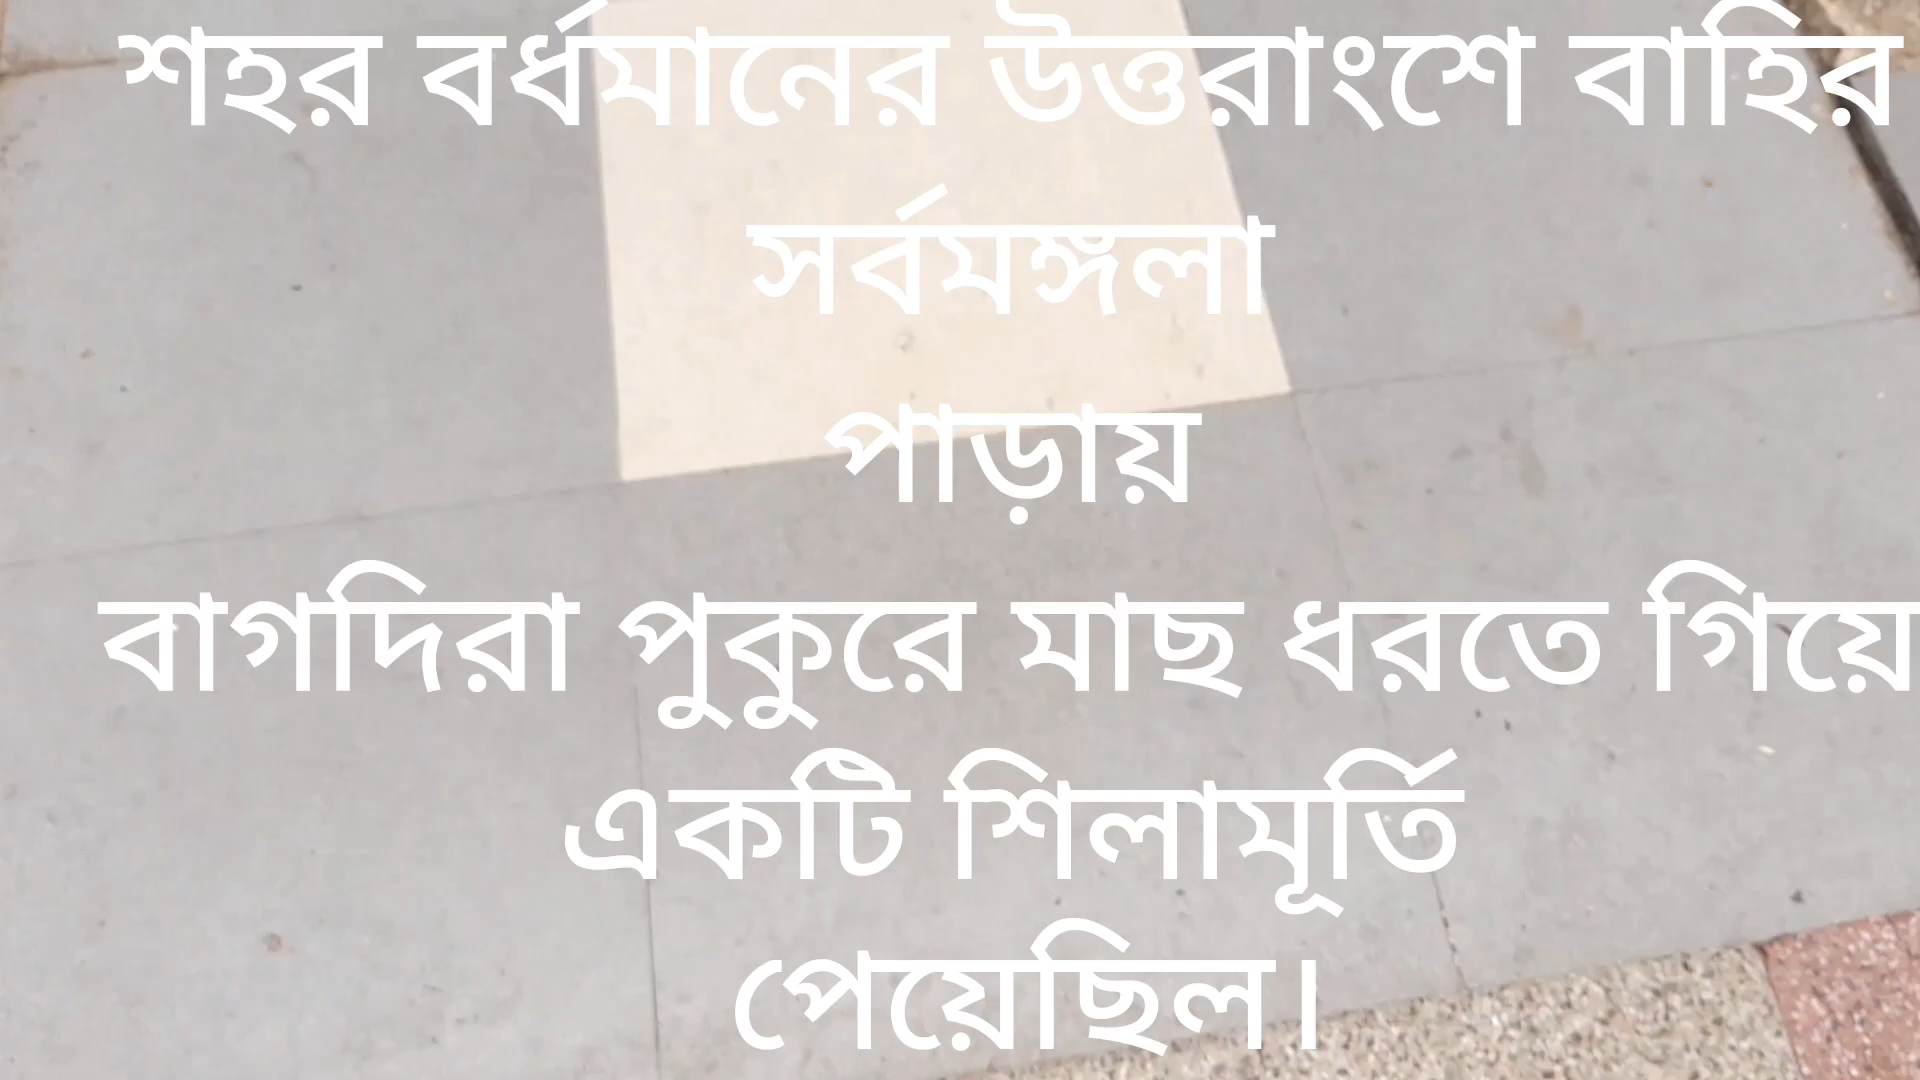 শহর বর্ধমানের উত্তরাংশে বাহির
সর্বমঙ্গলা
পাড়ায়
বাগদিরা পুকুরে মাছ ধরতে গিয়ে
একটি শিলামূর্তি
পেয়েছিল।